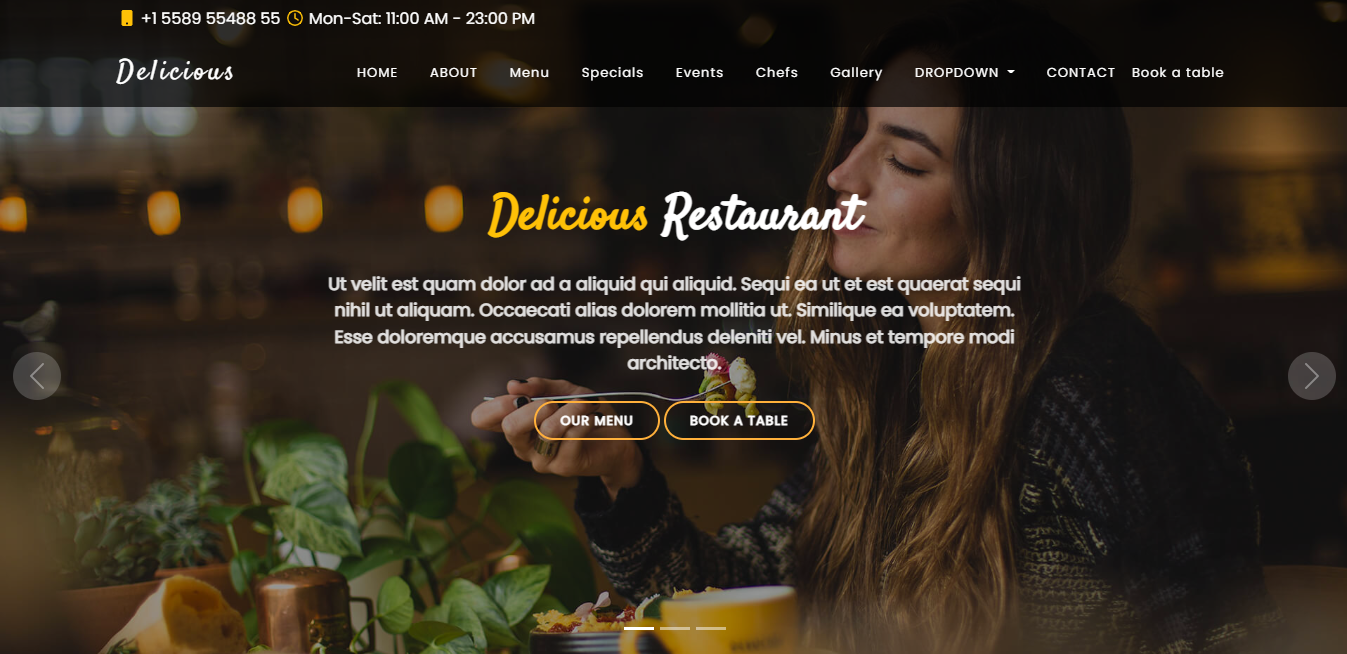 +1 5589 55488 55 Mon-Sat: 11:00 AM - 23:00 PM
Delicious HOME ABOUT Menu Specials Events Chefs Gallery DROPDOWN CONTACT Book a table
Delicious Restaurant
Ut velit est quam dolor ad a aliquid qui aliquid. Sequi ea ut et est quaerat sequi
nihil ut aliquam. Occaecati alias dolorem mollitia ut. Similique ea voluptatem.
Esse doloremque accusamus repellendus deleniti vel. Minus et tempore modi
architecto.
OUR MENU BOOK A TABLE